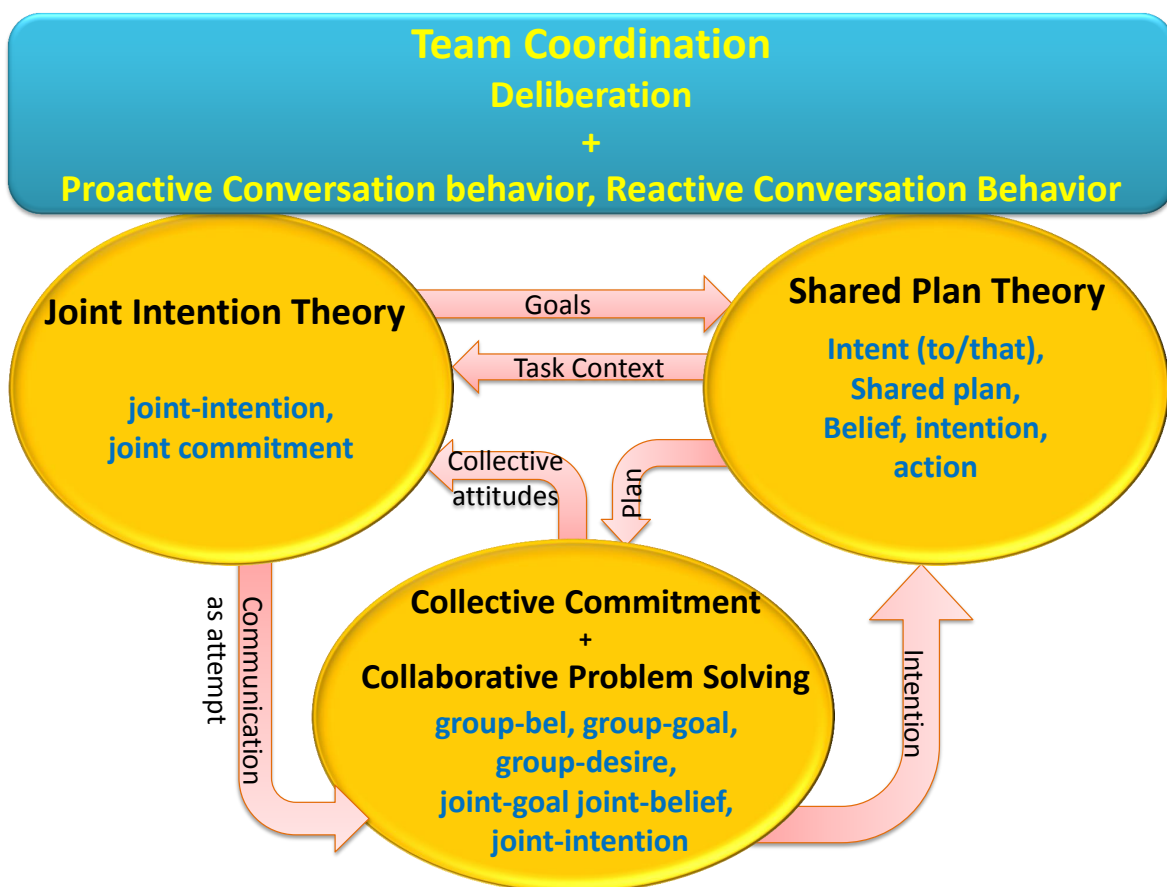 Team Coordination
Deliberation
+
Proactive Conversation behavior, Reactive Conversation Behavior
Joint Intention Theory
joint-intention,
joint commitment
Goals
Task Context
Shared Plan Theory
Intent (to/that),
Shared plan,
Belief, intention,
action
Collective
attitudes
Plan
Communication
as attempt
Collective Commitment
+
Collaborative Problem Solving
group-bel, group-goal,
group-desire,
joint-goal joint-belief,
joint-intention
Intention